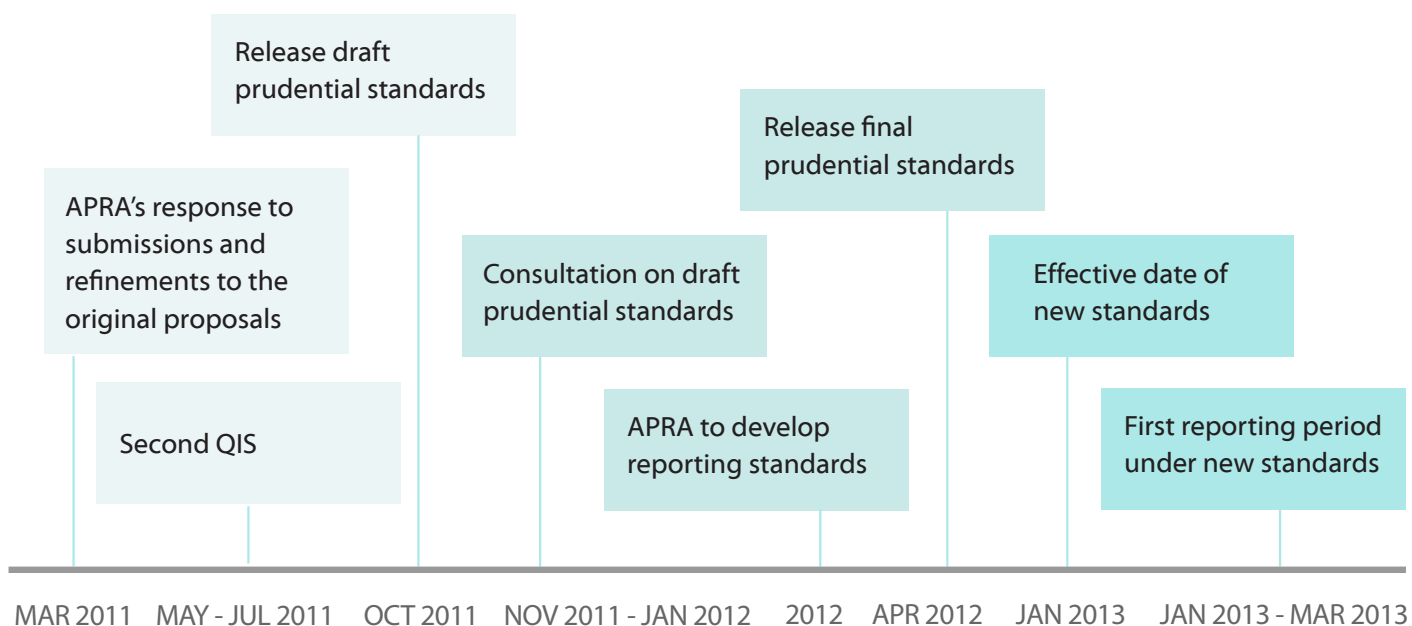 Release draft
prudential standards
Release final
prudential standards
APRA’s response to
submissions and
refinements to the
original proposals
Consultation on draft
prudential standards
Effective date of
new standards
Second QIS
APRA to develop
reporting standards
First reporting period
under new standards
MAR 2011 MAY - JUL 2011 OCT 2011 NOV 2011 - JAN 2012 2012 APR 2012 JAN 2013 JAN 2013 - MAR 2013